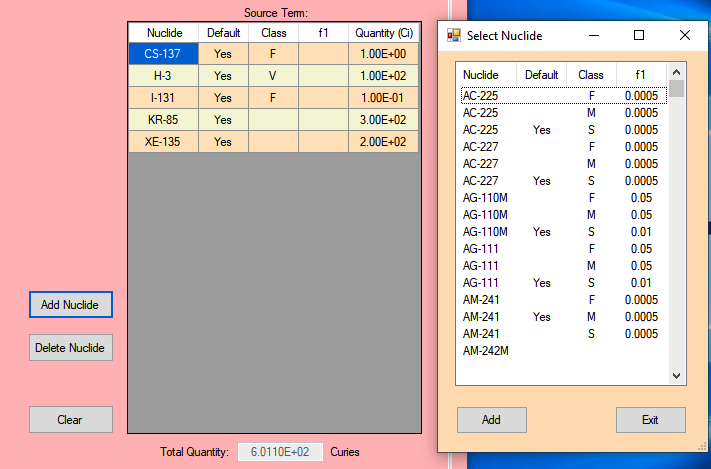 Source Term:
Nuclide Default Class f1 Quantity (Ci)
CS-137 Yes F 1.00E+00
H-3 Yes V 1.00E+02
I-131 Yes F 1.00E-01
KR-85 Yes 3.00E+02
XE-135 Yes 2.00E+02
Add Nuclide
Delete Nuclide
Clear
Total Quantity: 6.0110E+02 Curies
Select Nuclide
Nuclide Default Class f1
AC-225 F 0.0005
AC-225 M 0.0005
AC-225 Yes S 0.0005
AC-227 F 0.0005
AC-227 M 0.0005
AC-227 Yes S 0.0005
AG-110M F 0.05
AG-110M M 0.05
AG-110M Yes S 0.01
AG-111 F 0.05
AG-111 M 0.05
AG-111 Yes S 0.01
AM-241 F 0.0005
AM-241 Yes M 0.0005
AM-241 S 0.0005
AM-242M
Add
Exit